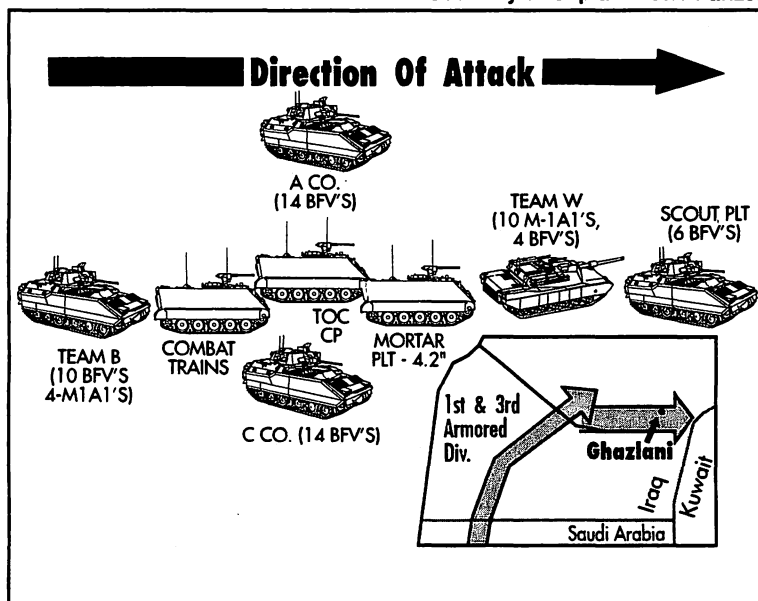 Direction Of Attack
A CO.
(14 BFV'S)
TEAM W
(10 M-1A1'S,
4 BFV'S)
SCOUT PLT
(6 BFV'S)
TEAM B
(10 BFV'S
4-M1A1'S)
COMBAT
TRAINS
TOC
CP
MORTAR
PLT - 4.2"
C CO. (14 BFV'S)
1st & 3rd
Armored
Div.
Ghazlani
Iraq
Kuwait
Saudi Arabia